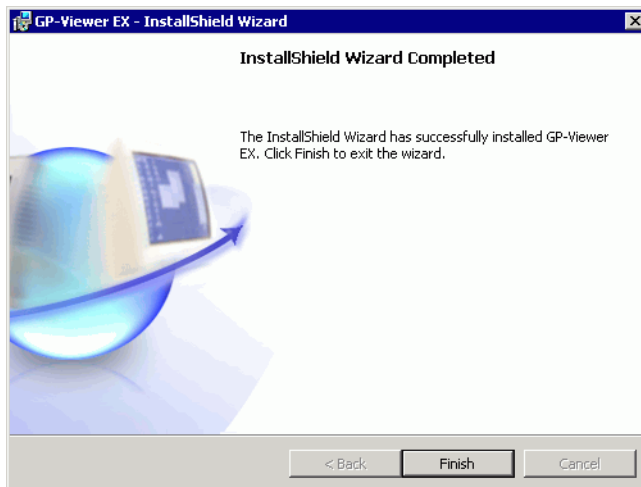 GP-Viewer EX - InstallShield Wizard
InstallShield Wizard Completed
The InstallShield Wizard has successfully installed GP-Viewer
EX. Click Finish to exit the wizard.
< Back Finish Cancel